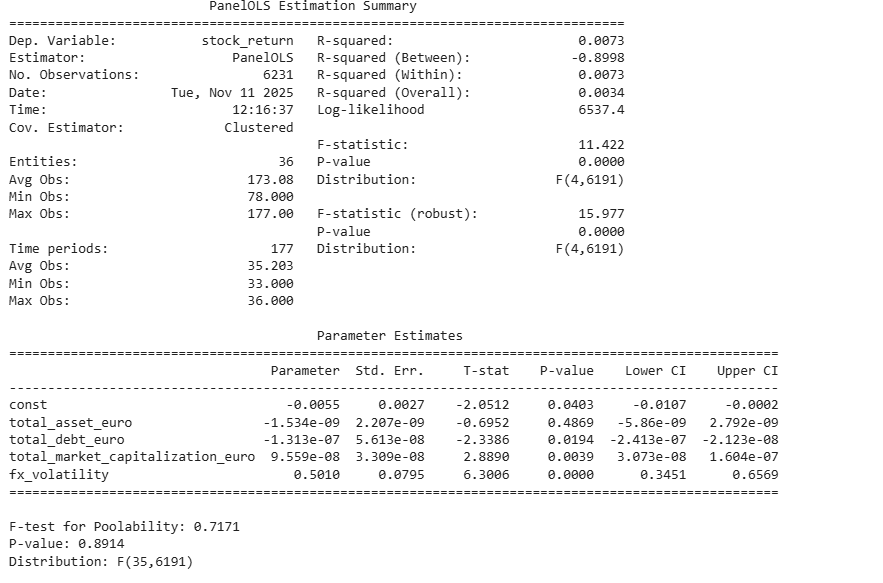 PanelOLS Estimation Summary
================================================================================
Dep. Variable: stock_return R-squared: 0.0073
Estimator: PanelOLS R-squared (Between): -0.8998
No. Observations: 6231 R-squared (Within): 0.0073
Date: Tue, Nov 11 2025 R-squared (Overall): 0.0034
Time: 12:16:37 Log-likelihood 6537.4
Cov. Estimator: Clustered
F-statistic: 11.422
Entities: 36 P-value 0.0000
Avg Obs: 173.08 Distribution: F(4,6191)
Min Obs: 78.000
Max Obs: 177.00 F-statistic (robust): 15.977
P-value 0.0000
Time periods: 177 Distribution: F(4,6191)
Avg Obs: 35.203
Min Obs: 33.000
Max Obs: 36.000
Parameter Estimates
====================================================================================================
Parameter Std. Err. T-stat P-value Lower CI Upper CI
----------------------------------------------------------------------------------------------------
const -0.0055 0.0027 -2.0512 0.0403 -0.0107 -0.0002
total_asset_euro -1.534e-09 2.207e-09 -0.6952 0.4869 -5.86e-09 2.792e-09
total_debt_euro -1.313e-07 5.613e-08 -2.3386 0.0194 -2.413e-07 -2.123e-08
total_market_capitalization_euro 9.559e-08 3.309e-08 2.8890 0.0039 3.073e-08 1.604e-07
fx_volatility 0.5010 0.0795 6.3006 0.0000 0.3451 0.6569
====================================================================================================
F-test for Poolability: 0.7171
P-value: 0.8914
Distribution: F(35,6191)